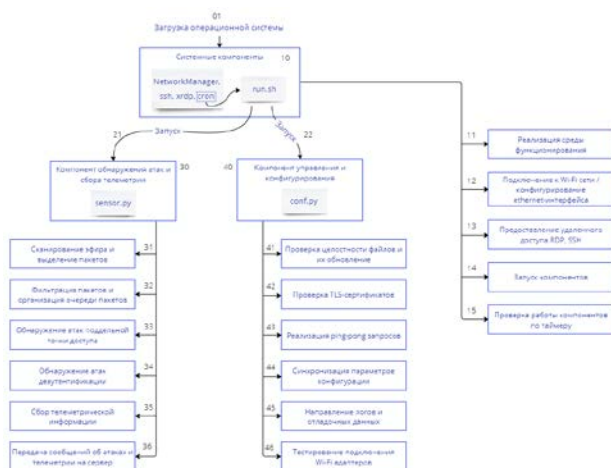 01
Загрузка операционной системы
Системные компоненты
10
NetworkManager,
ssh, xrdp, cron
run.sh
21
Запуск
Запуск
22
30
Компонент обнаружения атак и
сбора телеметрии
sensor.py
40
Компонент управления и
конфигурирования
conf.py
11
Реализация среды
функционирования
12
Подключение к Wi-Fi сети /
конфигурирование
ethernet-интерфейса
13
Предоставление удаленного
доступа RDP, SSH
14
Запуск компонентов
15
Проверка работы компонентов
по таймеру
31
Сканирование эфира и
выделение пакетов
32
Фильтрация пакетов и
организация очереди пакетов
33
Обнаружение атак поддельной
точки доступа
34
Обнаружение атак
деаутентификации
35
Сбор телеметрической
информации
36
Передача сообщений об атаках и
телеметрии на сервер
41
Проверка целостности файлов и
их обновление
42
Проверка TLS-сертификатов
43
Реализация ping-pong запросов
44
Синхронизация параметров
конфигурации
45
Направление логов и
отладочных данных
46
Тестирование подключения
Wi-Fi адаптеров